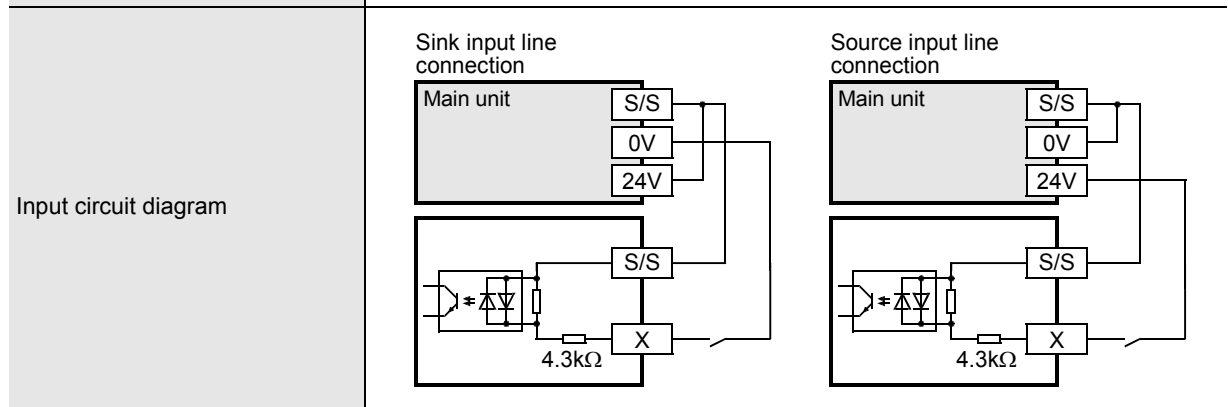 Input circuit diagram
Sink input line
connection
Main unit
S/S
0V
24V
S/S
X
4.3kΩ
Source input line
connection
Main unit
S/S
0V
24V
S/S
X
4.3kΩ